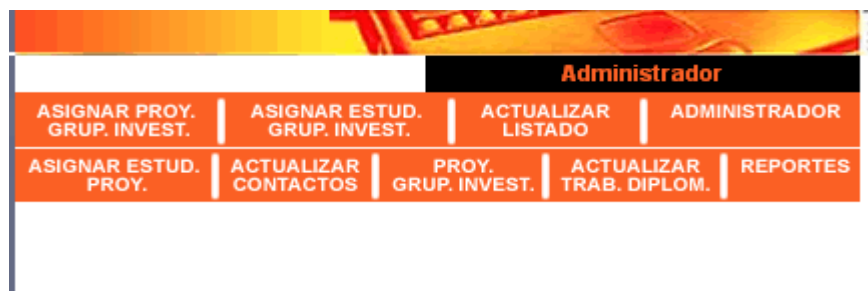 Administrador
ASIGNAR PROY.
GRUP. INVEST.
ASIGNAR ESTUD.
GRUP. INVEST.
ACTUALIZAR
LISTADO
ADMINISTRADOR
ASIGNAR ESTUD.
PROY.
ACTUALIZAR
CONTACTOS
PROY.
GRUP. INVEST.
ACTUALIZAR
TRAB. DIPLOM.
REPORTES